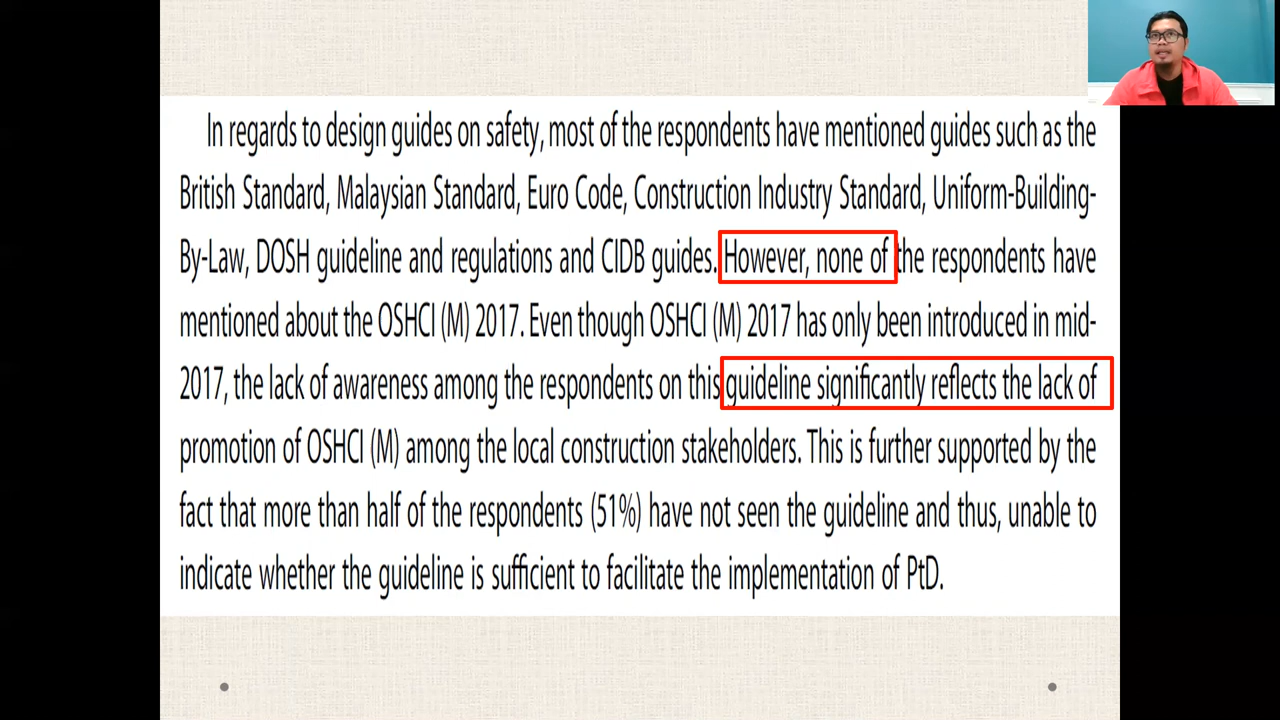 In regards to design guides on safety, most of the respondents have mentioned guides such as the
British Standard, Malaysian Standard, Euro Code, Construction Industry Standard, Uniform-Building-
By-Law, DOSH guideline and regulations and CIDB guides. However, none of the respondents have
mentioned about the OSHCI (M) 2017. Even though OSHCI (M) 2017 has only been introduced in mid-
2017, the lack of awareness among the respondents on this guideline significantly reflects the lack of
promotion of OSHCI (M) among the local construction stakeholders. This is further supported by the
fact that more than half of the respondents (51%) have not seen the guideline and thus, unable to
indicate whether the guideline is sufficient to facilitate the implementation of PtD.